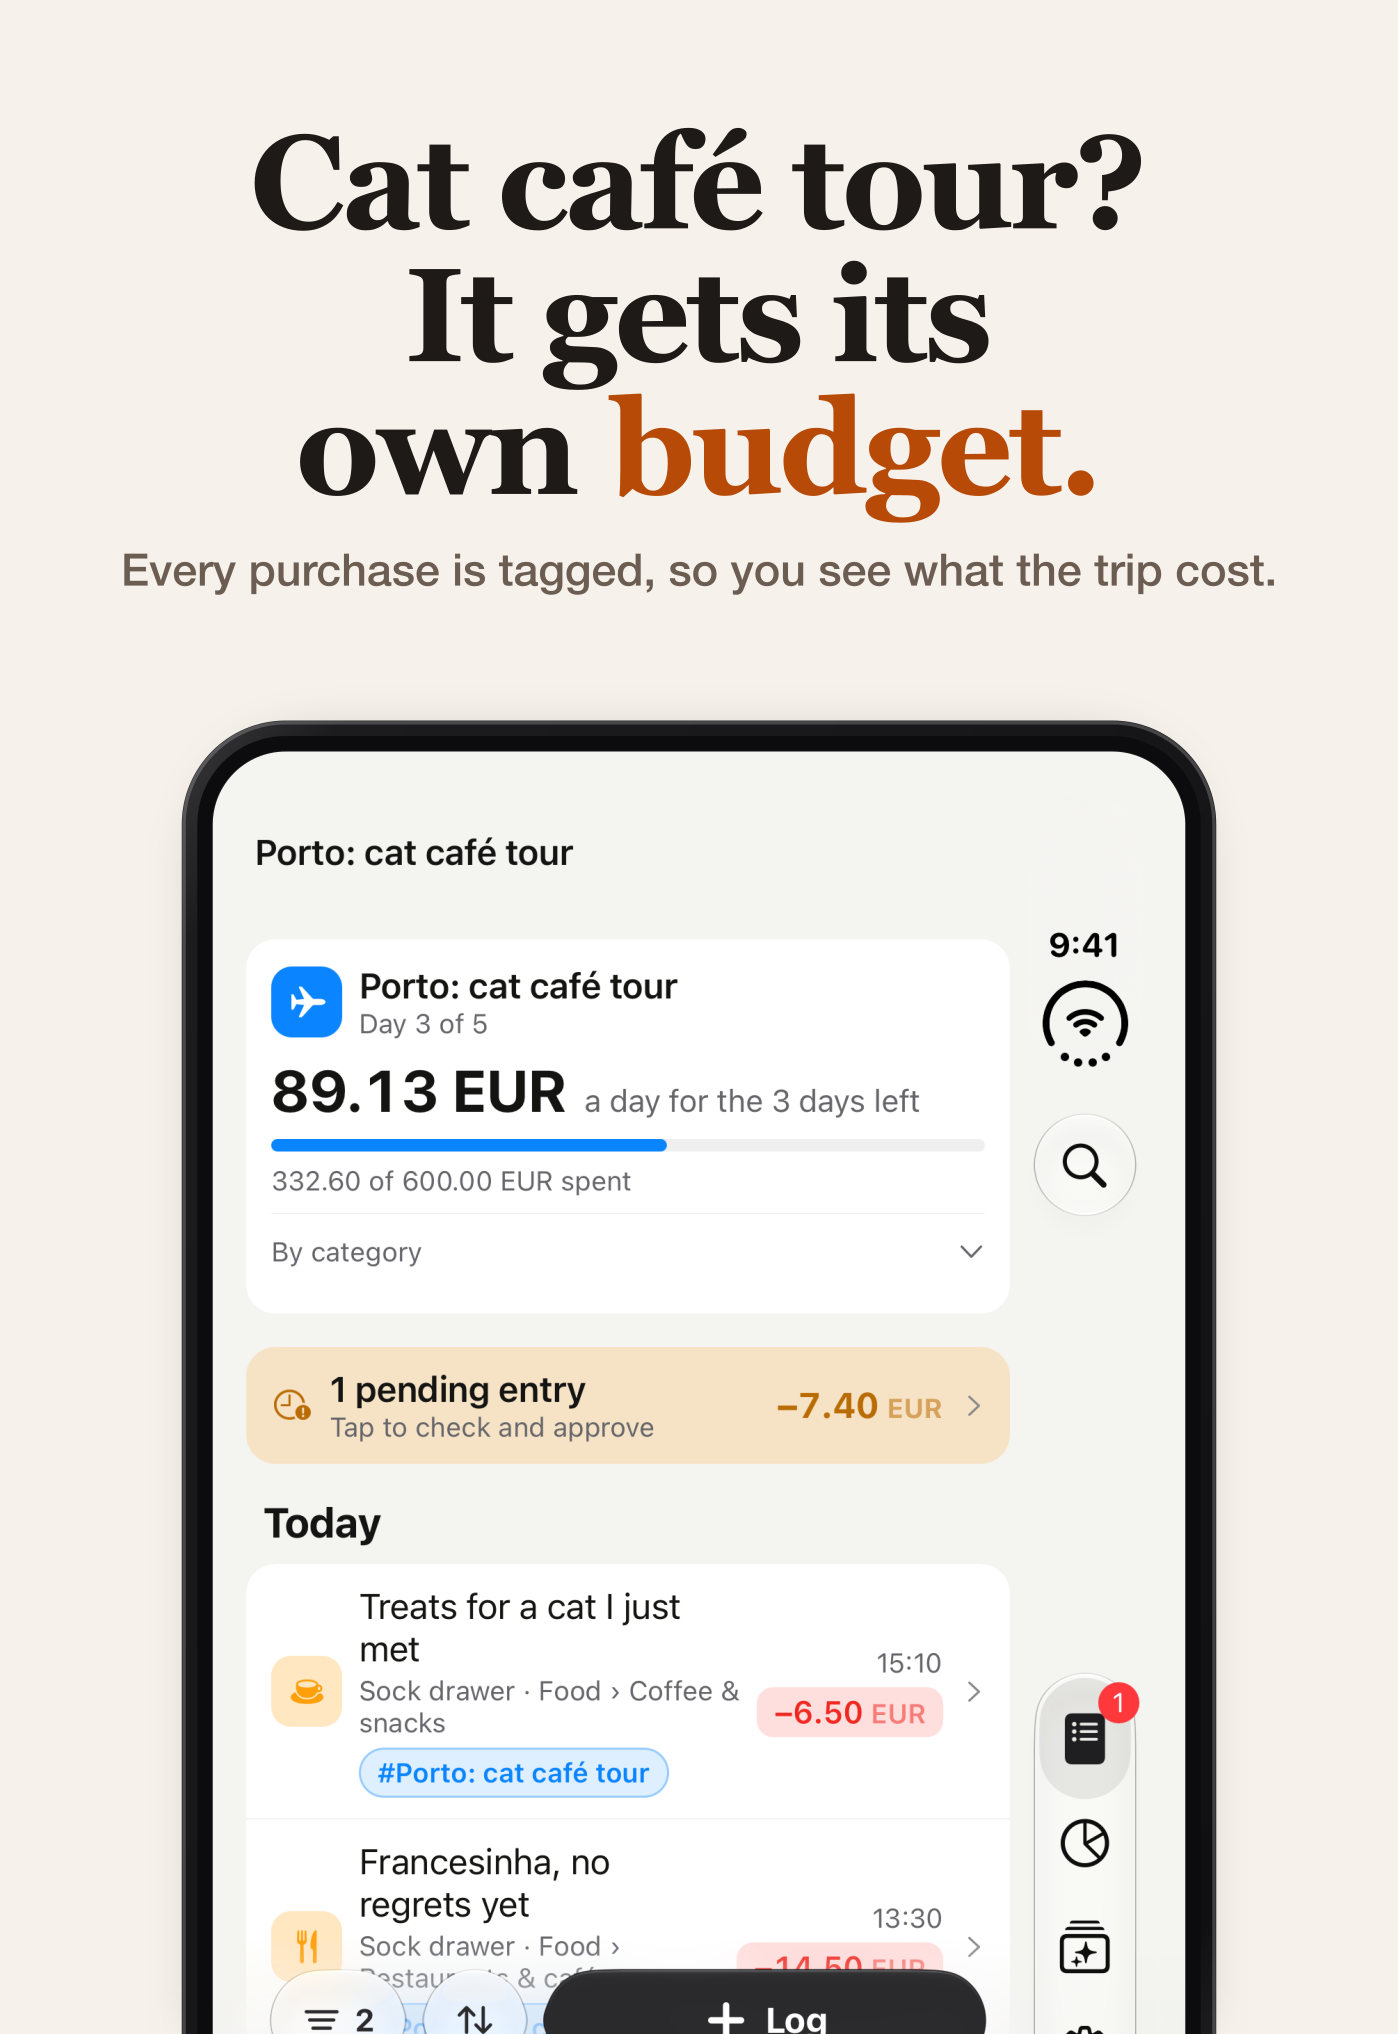 Cat café tour?
It gets its
own budget.
Every purchase is tagged, so you see what the trip cost.
Porto: cat café tour
9:41
Porto: cat café tour
Day 3 of 5
89.13 EUR a day for the 3 days left
332.60 of 600.00 EUR spent
By category
1 pending entry
Tap to check and approve
−7.40 EUR
Today
Treats for a cat I just
met
Sock drawer · Food › Coffee &
snacks
#Porto: cat café tour
15:10
−6.50 EUR
1
Francesinha, no
regrets yet
Sock drawer · Food ›
13:30
−14.50 EUR
2
Log